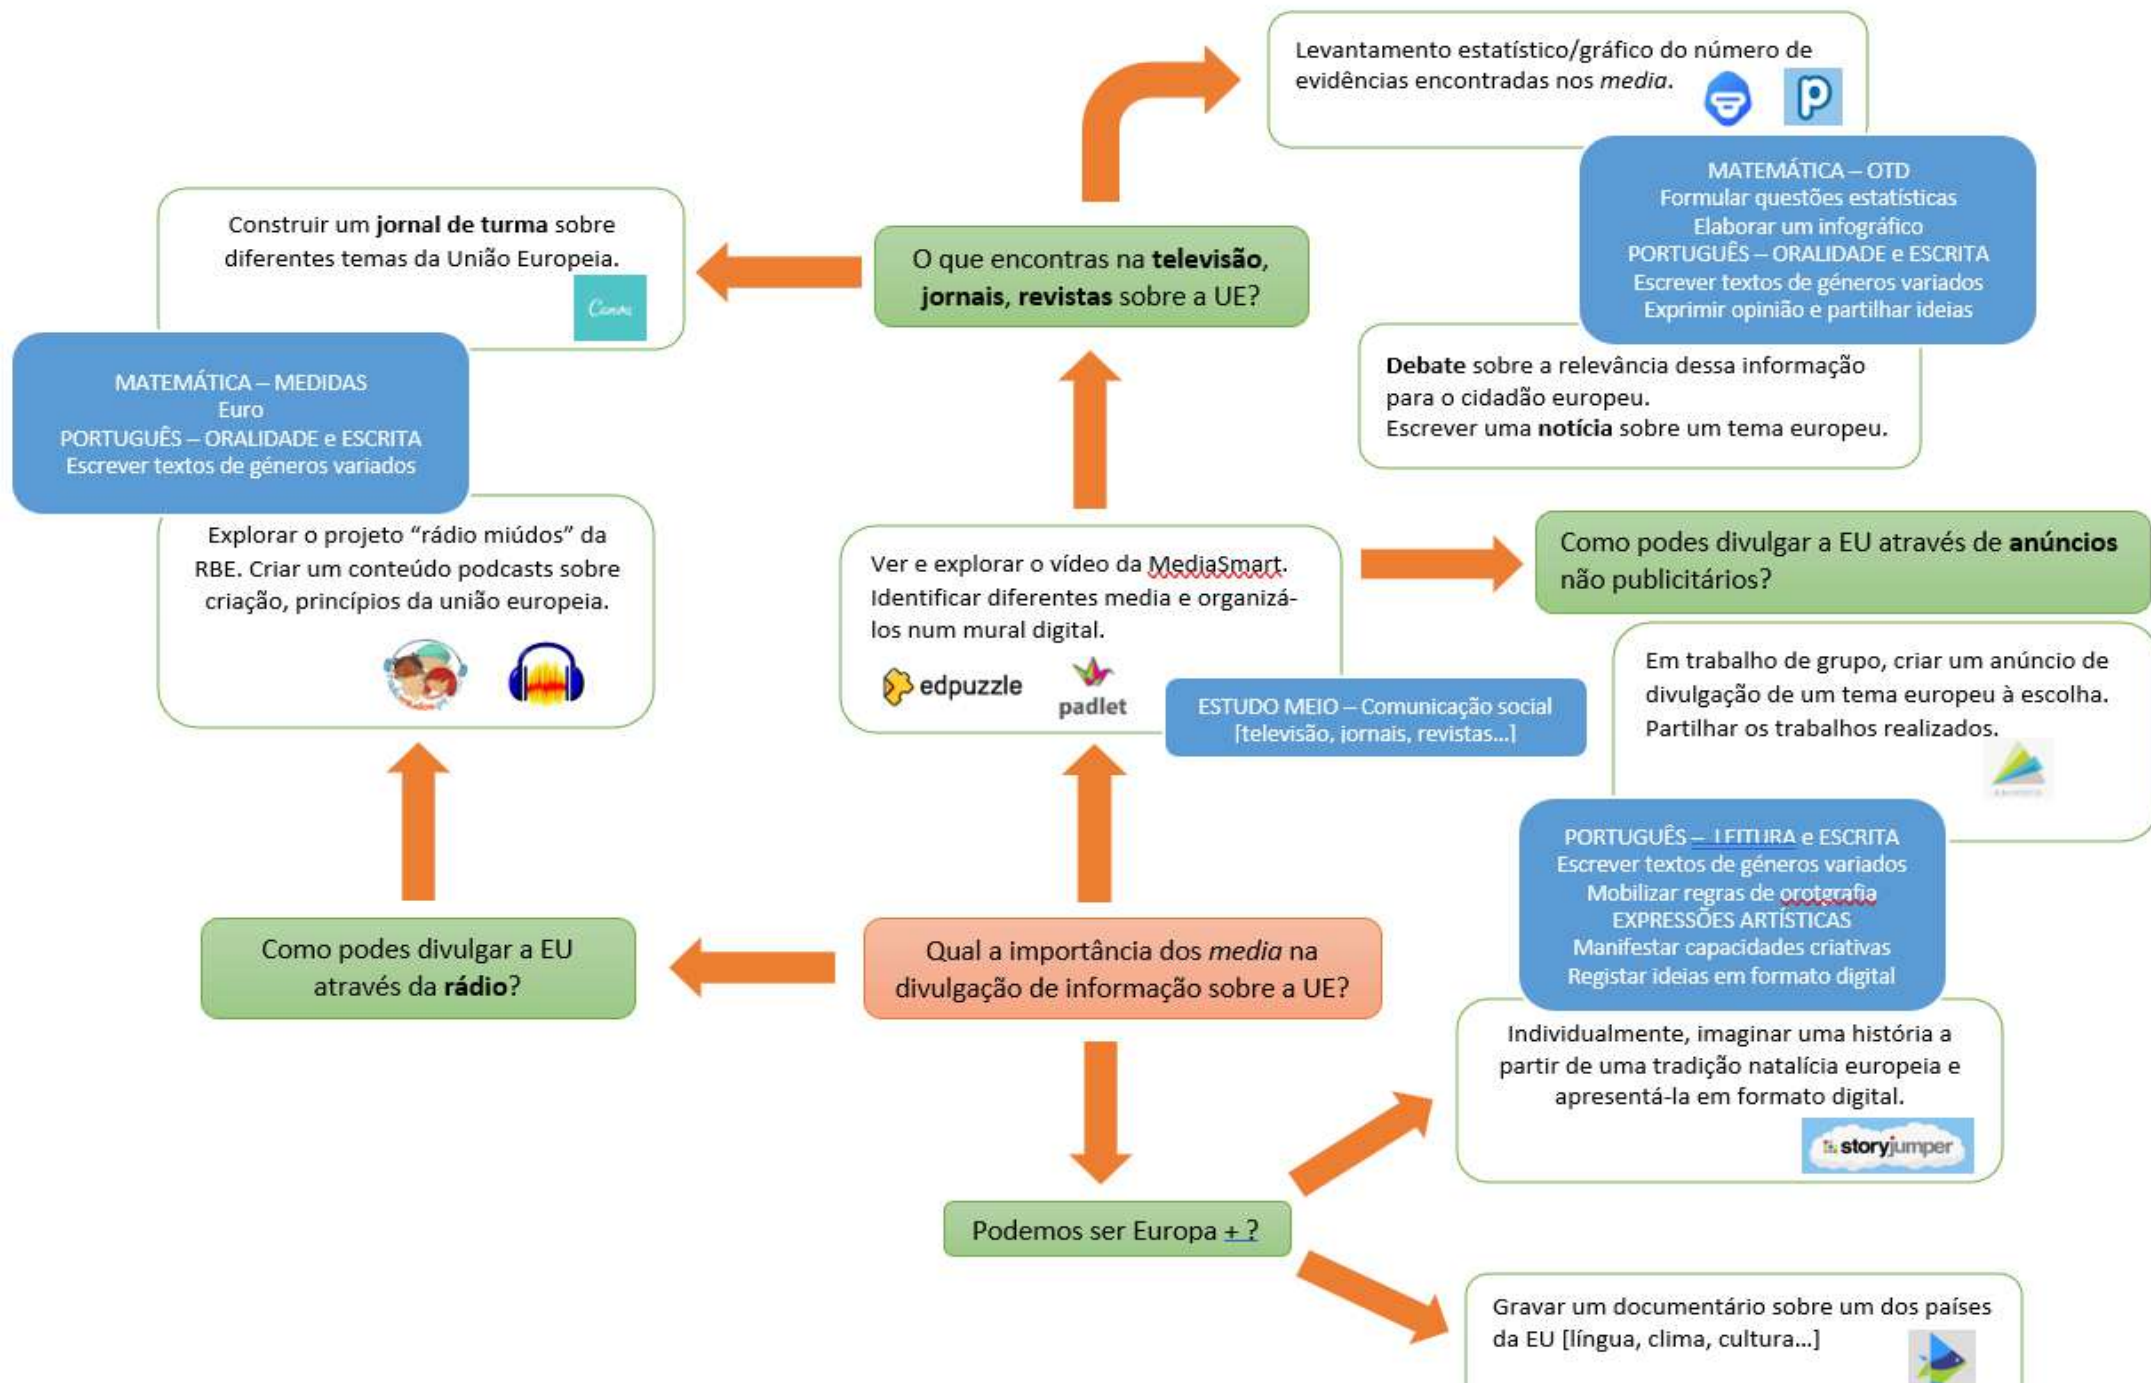 Levantamento estatístico/gráfico do número de
evidências encontradas nos media.
MATEMÁTICA – OTD
Formular questões estatísticas
Elaborar um infográfico
PORTUGUÊS – ORALIDADE e ESCRITA
Escrever textos de géneros variados
Exprimir opinião e partilhar ideias
Construir um jornal de turma sobre
diferentes temas da União Europeia.
Canva
O que encontras na televisão,
jornais, revistas sobre a UE?
Debate sobre a relevância dessa informação
para o cidadão europeu.
Escrever uma notícia sobre um tema europeu.
MATEMÁTICA – MEDIDAS
Euro
PORTUGUÊS – ORALIDADE e ESCRITA
Escrever textos de géneros variados
Explorar o projeto “rádio miúdos” da
RBE. Criar um conteúdo podcasts sobre
criação, princípios da união europeia.
Ver e explorar o vídeo da MediaSmart.
Identificar diferentes media e organizá-
los num mural digital.
edpuzzle
padlet
ESTUDO MEIO – Comunicação social
[televisão, jornais, revistas...]
Como podes divulgar a EU através de anúncios
não publicitários?
Em trabalho de grupo, criar um anúncio de
divulgação de um tema europeu à escolha.
Partilhar os trabalhos realizados.
PORTUGUÊS – LEITURA e ESCRITA
Escrever textos de géneros variados
Mobilizar regras de orotgrafia
EXPRESSÕES ARTÍSTICAS
Manifestar capacidades criativas
Registar ideias em formato digital
Como podes divulgar a EU
através da rádio?
Qual a importância dos media na
divulgação de informação sobre a UE?
Individualmente, imaginar uma história a
partir de uma tradição natalícia europeia e
apresentá-la em formato digital.
storyjumper
Podemos ser Europa + ?
Gravar um documentário sobre um dos países
da EU [língua, clima, cultura...]